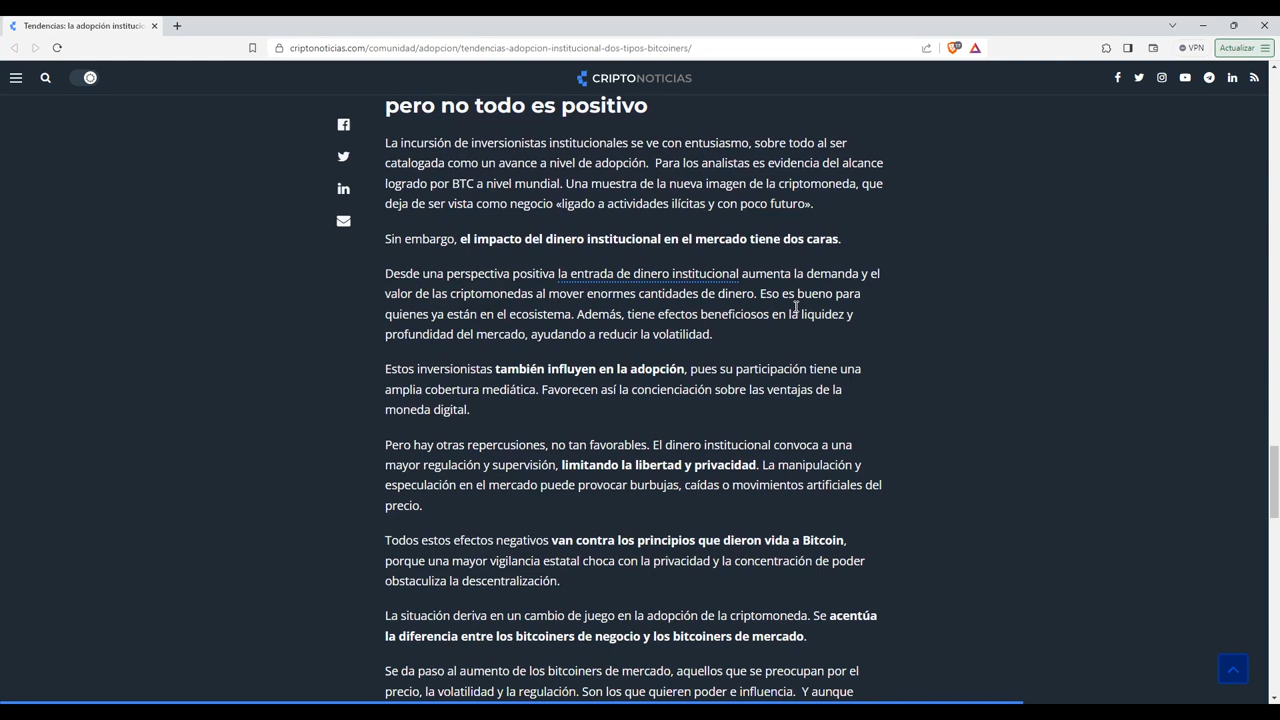 Tendencias: la adopción instituci
criptonoticias.com/comunidad/adopcion/tendencias-adopcion-institucional-dos-tipos-bitcoiners/
VPN
Actualizar
CRIPTONOTICIAS
pero no todo es positivo
La incursión de inversionistas institucionales se ve con entusiasmo, sobre todo al ser
catalogada como un avance a nivel de adopción. Para los analistas es evidencia del alcance
logrado por BTC a nivel mundial. Una muestra de la nueva imagen de la criptomoneda, que
deja de ser vista como negocio «ligado a actividades ilícitas y con poco futuro».
Sin embargo, el impacto del dinero institucional en el mercado tiene dos caras.
Desde una perspectiva positiva la entrada de dinero institucional aumenta la demanda y el
valor de las criptomonedas al mover enormes cantidades de dinero. Eso es bueno para
quienes ya están en el ecosistema. Además, tiene efectos beneficiosos en la liquidez y
profundidad del mercado, ayudando a reducir la volatilidad.
Estos inversionistas también influyen en la adopción, pues su participación tiene una
amplia cobertura mediática. Favorecen así la concienciación sobre las ventajas de la
moneda digital.
Pero hay otras repercusiones, no tan favorables. El dinero institucional convoca a una
mayor regulación y supervisión, limitando la libertad y privacidad. La manipulación y
especulación en el mercado puede provocar burbujas, caídas o movimientos artificiales del
precio.
Todos estos efectos negativos van contra los principios que dieron vida a Bitcoin,
porque una mayor vigilancia estatal choca con la privacidad y la concentración de poder
obstaculiza la descentralización.
La situación deriva en un cambio de juego en la adopción de la criptomoneda. Se acentúa
la diferencia entre los bitcoiners de negocio y los bitcoiners de mercado.
Se da paso al aumento de los bitcoiners de mercado, aquellos que se preocupan por el
precio, la volatilidad y la regulación. Son los que quieren poder e influencia. Y aunque